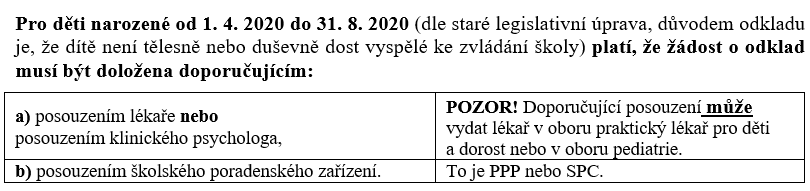 Pro děti narozené od 1. 4. 2020 do 31. 8. 2020 (dle staré legislativní úprava, důvodem odkladu
je, že dítě není tělesně nebo duševně dost vyspělé ke zvládání školy) platí, že žádost o odklad
musí být doložena doporučujícím:
a) posouzením lékaře nebo
posouzením klinického psychologa,
POZOR! Doporučující posouzení může
vydat lékař v oboru praktický lékař pro děti
a dorost nebo v oboru pediatrie.
b) posouzením školského poradenského zařízení.
To je PPP nebo SPC.